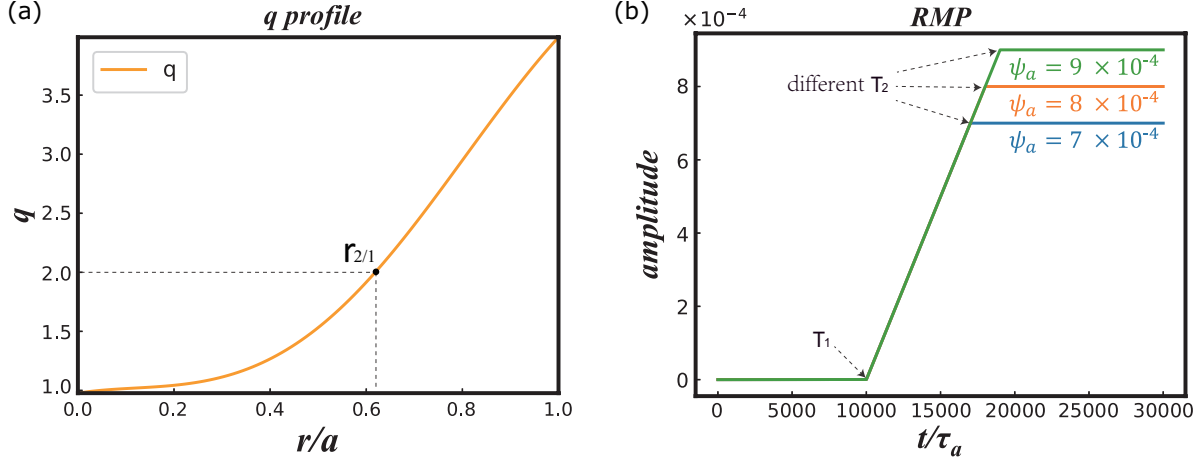 (a)
q profile
q
3.5
3.0
2.5
2.0
1.5
1.0
q
r2/1
0.0 0.2 0.4 0.6 0.8 1.0
r/a
(b)
RMP
×10⁻⁴
amplitude
8
6
4
2
0
different T₂
ψₐ = 9 × 10⁻⁴
ψₐ = 8 × 10⁻⁴
ψₐ = 7 × 10⁻⁴
T₁
0 5000 10000 15000 20000 25000 30000
t/τₐ